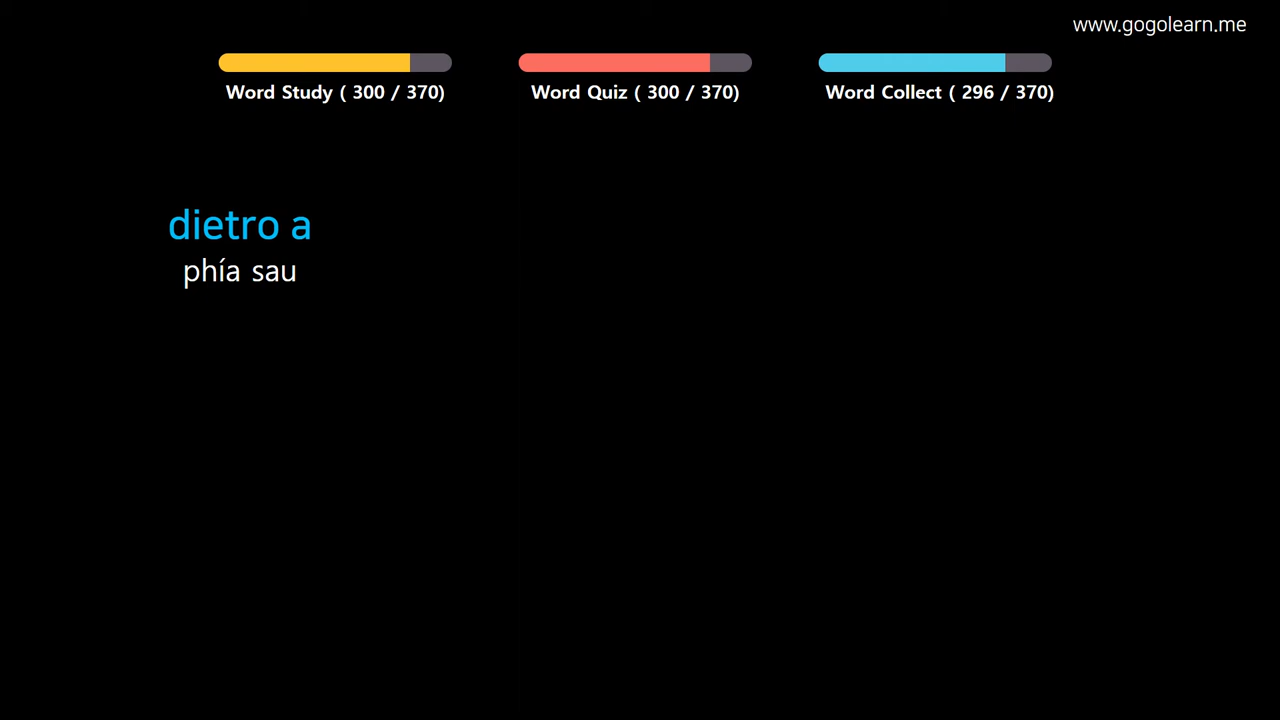 www.gogolearn.me
Word Study ( 300 / 370)
Word Quiz ( 300 / 370)
Word Collect ( 296 / 370)
dietro a
phía sau